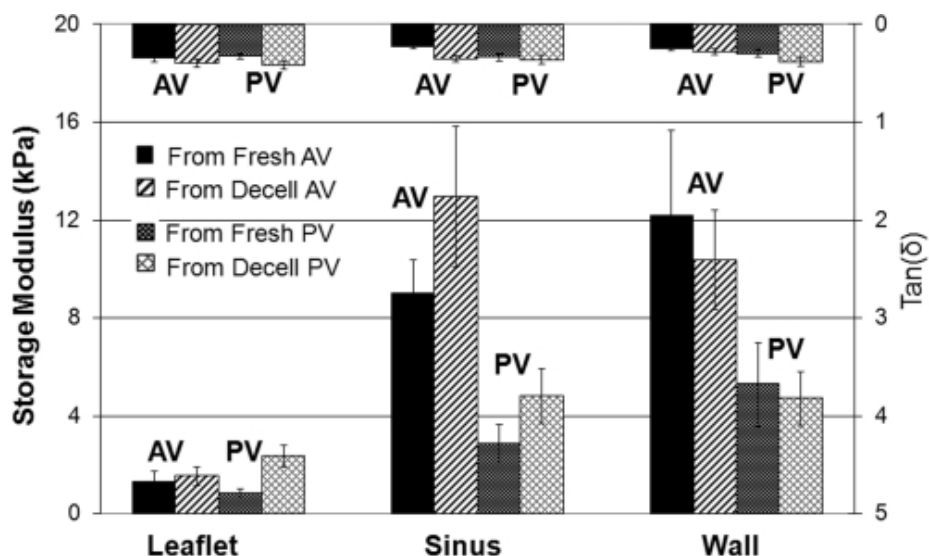 Storage Modulus (kPa)
20
16
12
8
4
0
AV PV
AV PV
AV PV
From Fresh AV
From Decell AV
From Fresh PV
From Decell PV
AV PV
AV
PV
AV
PV
0
1
2
3
4
5
Tan(δ)
Leaflet Sinus Wall